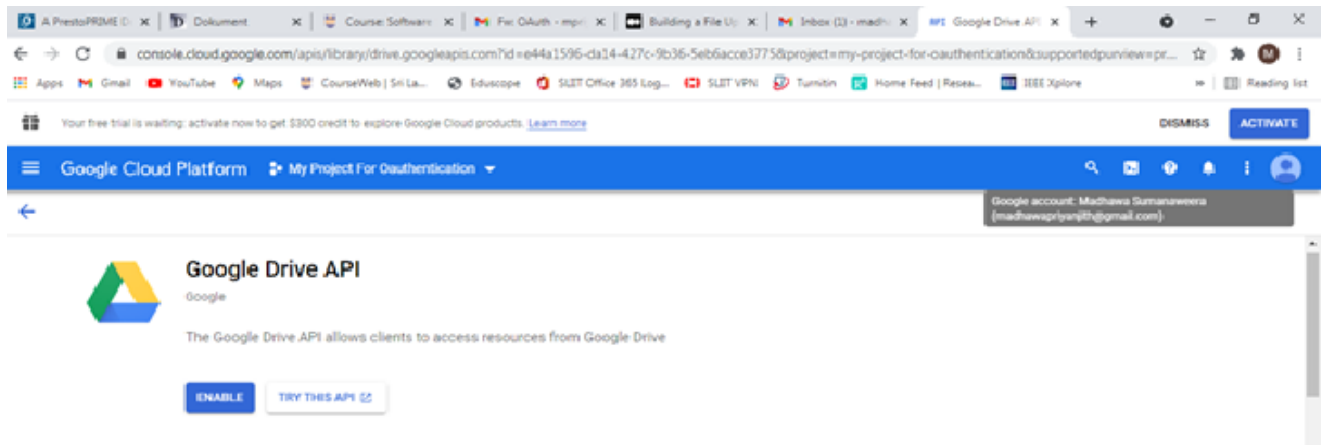 A PrestoPRIME D Dokument Course: Software Fw: OAuth - mpri Building a File Up Inbox (1) - madh Google Drive API
console.cloud.google.com/apis/library/drive.googleapis.com?id=e44a1596-da14-427c-9b36-5eb6acce3775&project=my-project-for-oauthentication&supportedpurview=pr...
Apps Gmail YouTube Maps CourseWeb | Sri La... Eduscope SLIIT Office 365 Log... SLIIT VPN Turnitin Home Feed | Resea... IEEE Xplore » Reading list
Your free trial is waiting: activate now to get $300 credit to explore Google Cloud products. Learn more DISMISS ACTIVATE
Google Cloud Platform My Project For Oauthentication
Google account: Madhawa Sumanaweera
(madhawapriyanjith@gmail.com)
Google Drive API
Google
The Google Drive API allows clients to access resources from Google Drive
ENABLE TRY THIS API